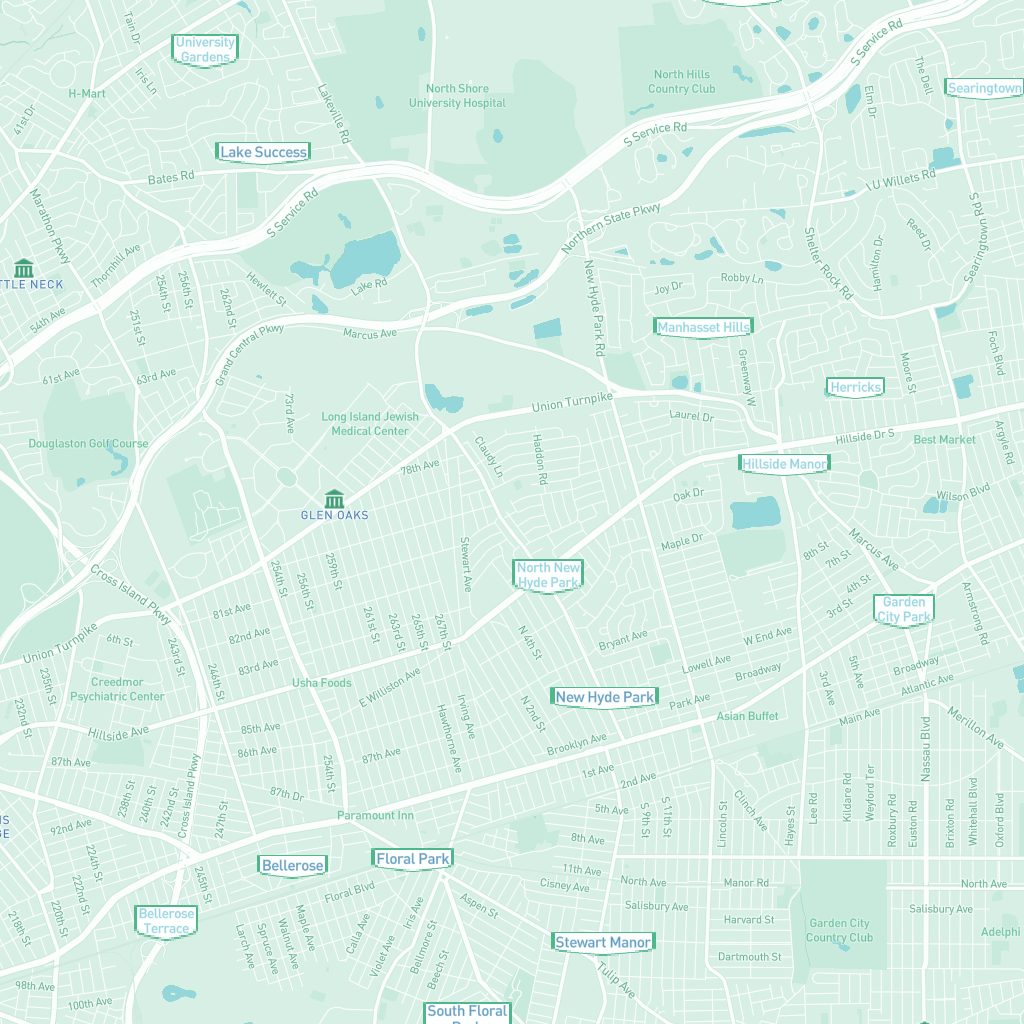 Tain Dr
University
Gardens
Iris Ln
H-Mart
41st Dr
Lakeville Rd
North Shore
University Hospital
North Hills
Country Club
S Service Rd
The Dell
Searingtown
Elm Dr
S Service Rd
Lake Success
Bates Rd
Marathon Pkwy
S Service Rd
I U Willets Rd
Searingtown Rd S
Northern State Pkwy
Reed Dr
Shelter Rock Rd
Hamilton Dr
Thornhill Ave
TTLE NECK
254th St
256th St
262nd St
Hewlett St
Lake Rd
New Hyde Park Rd
Robby Ln
Joy Dr
54th Ave
251st St
Grand Central Pkwy
Marcus Ave
Manhasset Hills
Foch Blvd
61st Ave
63rd Ave
Greenway W
Moore St
Herricks
73rd Ave
Long Island Jewish
Medical Center
Union Turnpike
Laurel Dr
Hillside Dr S
Best Market
Argyle Rd
Douglaston Golf Course
78th Ave
Claudy Ln
Haddon Rd
Hillside Manor
Oak Dr
Wilson Blvd
GLEN OAKS
Stewart Ave
Maple Dr
Marcus Ave
8th St
7th St
4th St
3rd St
Cross Island Pkwy
254th St
256th St
259th St
North New
Hyde Park
Garden
City Park
Armstrong Rd
81st Ave
82nd Ave
83rd Ave
261st St
263rd St
265th St
267th St
N 4th St
Bryant Ave
W End Ave
Union Turnpike
6th St
243rd St
246th St
Lowell Ave
Broadway
5th Ave
3rd Ave
Broadway
Atlantic Ave
Creedmor
Psychiatric Center
235th St
232nd St
Usha Foods
E Williston Ave
New Hyde Park
Park Ave
Asian Buffet
Main Ave
Merillon Ave
Hillside Ave
85th Ave
86th Ave
87th Ave
87th Ave
Irving Ave
Hawthorne Ave
N 2nd St
Brooklyn Ave
Nassau Blvd
254th St
1st Ave
2nd Ave
87th Dr
Cross Island Pkwy
238th St
240th St
242nd St
247th St
Paramount Inn
5th Ave
S 9th St
S 11th St
Lincoln St
Clinch Ave
Hayes St
Lee Rd
Kildare Rd
Weyford Ter
Roxbury Rd
Euston Rd
Brixton Rd
Whitehall Blvd
Oxford Blvd
92nd Ave
8th Ave
Bellerose
Floral Park
224th St
222nd St
220th St
218th St
245th St
11th Ave
Cisney Ave
North Ave
Manor Rd
North Ave
Floral Blvd
Aspen St
Salisbury Ave
Salisbury Ave
Bellerose
Terrace
Harvard St
Garden City
Country Club
Adelphi
Larch Ave
Spruce Ave
Walnut Ave
Maple Ave
Calla Ave
Iris Ave
Violet Ave
Bellmore St
Beech St
Stewart Manor
Dartmouth St
Tulip Ave
98th Ave
100th Ave
South Floral